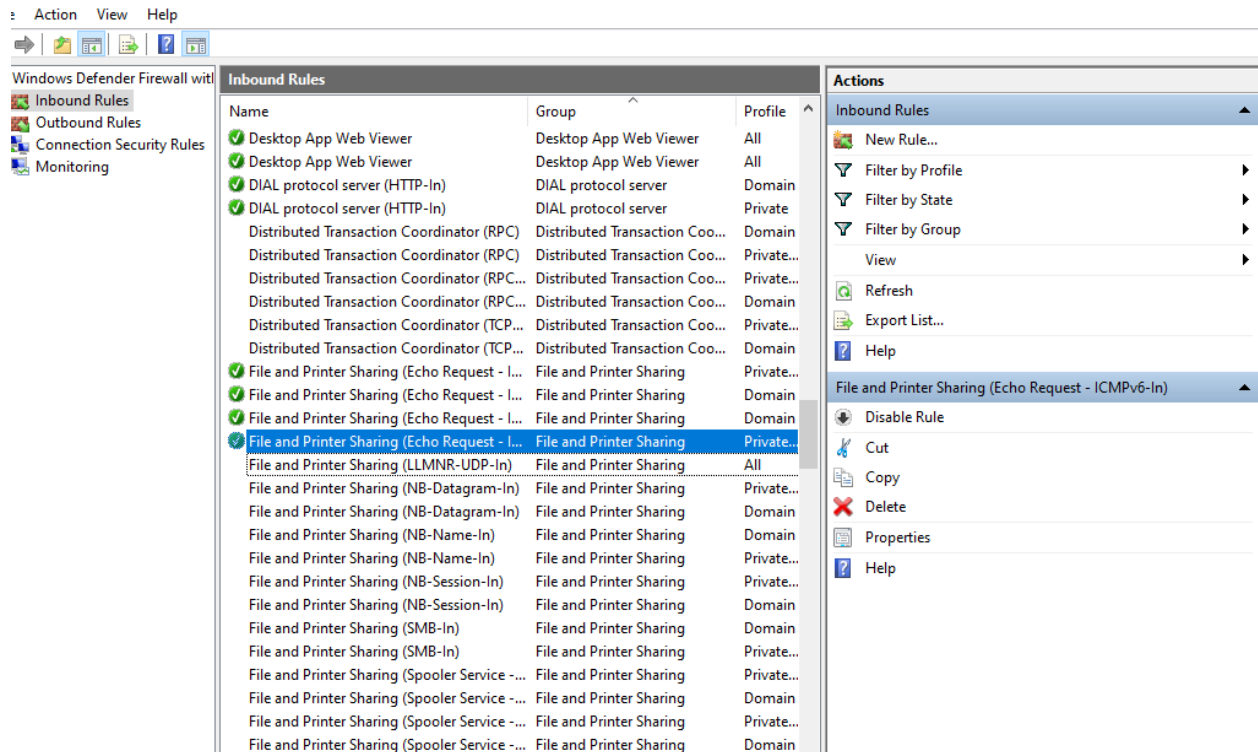 Action View Help
Windows Defender Firewall witl
Inbound Rules
Outbound Rules
Connection Security Rules
Monitoring
Inbound Rules
Name Group Profile
Desktop App Web Viewer Desktop App Web Viewer All
Desktop App Web Viewer Desktop App Web Viewer All
DIAL protocol server (HTTP-In) DIAL protocol server Domain
DIAL protocol server (HTTP-In) DIAL protocol server Private
Distributed Transaction Coordinator (RPC) Distributed Transaction Coo... Domain
Distributed Transaction Coordinator (RPC) Distributed Transaction Coo... Private...
Distributed Transaction Coordinator (RPC... Distributed Transaction Coo... Private...
Distributed Transaction Coordinator (RPC... Distributed Transaction Coo... Domain
Distributed Transaction Coordinator (TCP... Distributed Transaction Coo... Private...
Distributed Transaction Coordinator (TCP... Distributed Transaction Coo... Domain
File and Printer Sharing (Echo Request - I... File and Printer Sharing Private...
File and Printer Sharing (Echo Request - I... File and Printer Sharing Domain
File and Printer Sharing (Echo Request - I... File and Printer Sharing Domain
File and Printer Sharing (Echo Request - I... File and Printer Sharing Private...
File and Printer Sharing (LLMNR-UDP-In) File and Printer Sharing All
File and Printer Sharing (NB-Datagram-In) File and Printer Sharing Private...
File and Printer Sharing (NB-Datagram-In) File and Printer Sharing Domain
File and Printer Sharing (NB-Name-In) File and Printer Sharing Domain
File and Printer Sharing (NB-Name-In) File and Printer Sharing Private...
File and Printer Sharing (NB-Session-In) File and Printer Sharing Private...
File and Printer Sharing (NB-Session-In) File and Printer Sharing Domain
File and Printer Sharing (SMB-In) File and Printer Sharing Domain
File and Printer Sharing (SMB-In) File and Printer Sharing Private...
File and Printer Sharing (Spooler Service -... File and Printer Sharing Private...
File and Printer Sharing (Spooler Service -... File and Printer Sharing Domain
File and Printer Sharing (Spooler Service -... File and Printer Sharing Private...
File and Printer Sharing (Spooler Service -... File and Printer Sharing Domain
Actions
Inbound Rules
New Rule...
Filter by Profile
Filter by State
Filter by Group
View
Refresh
Export List...
Help
File and Printer Sharing (Echo Request - ICMPv6-In)
Disable Rule
Cut
Copy
Delete
Properties
Help